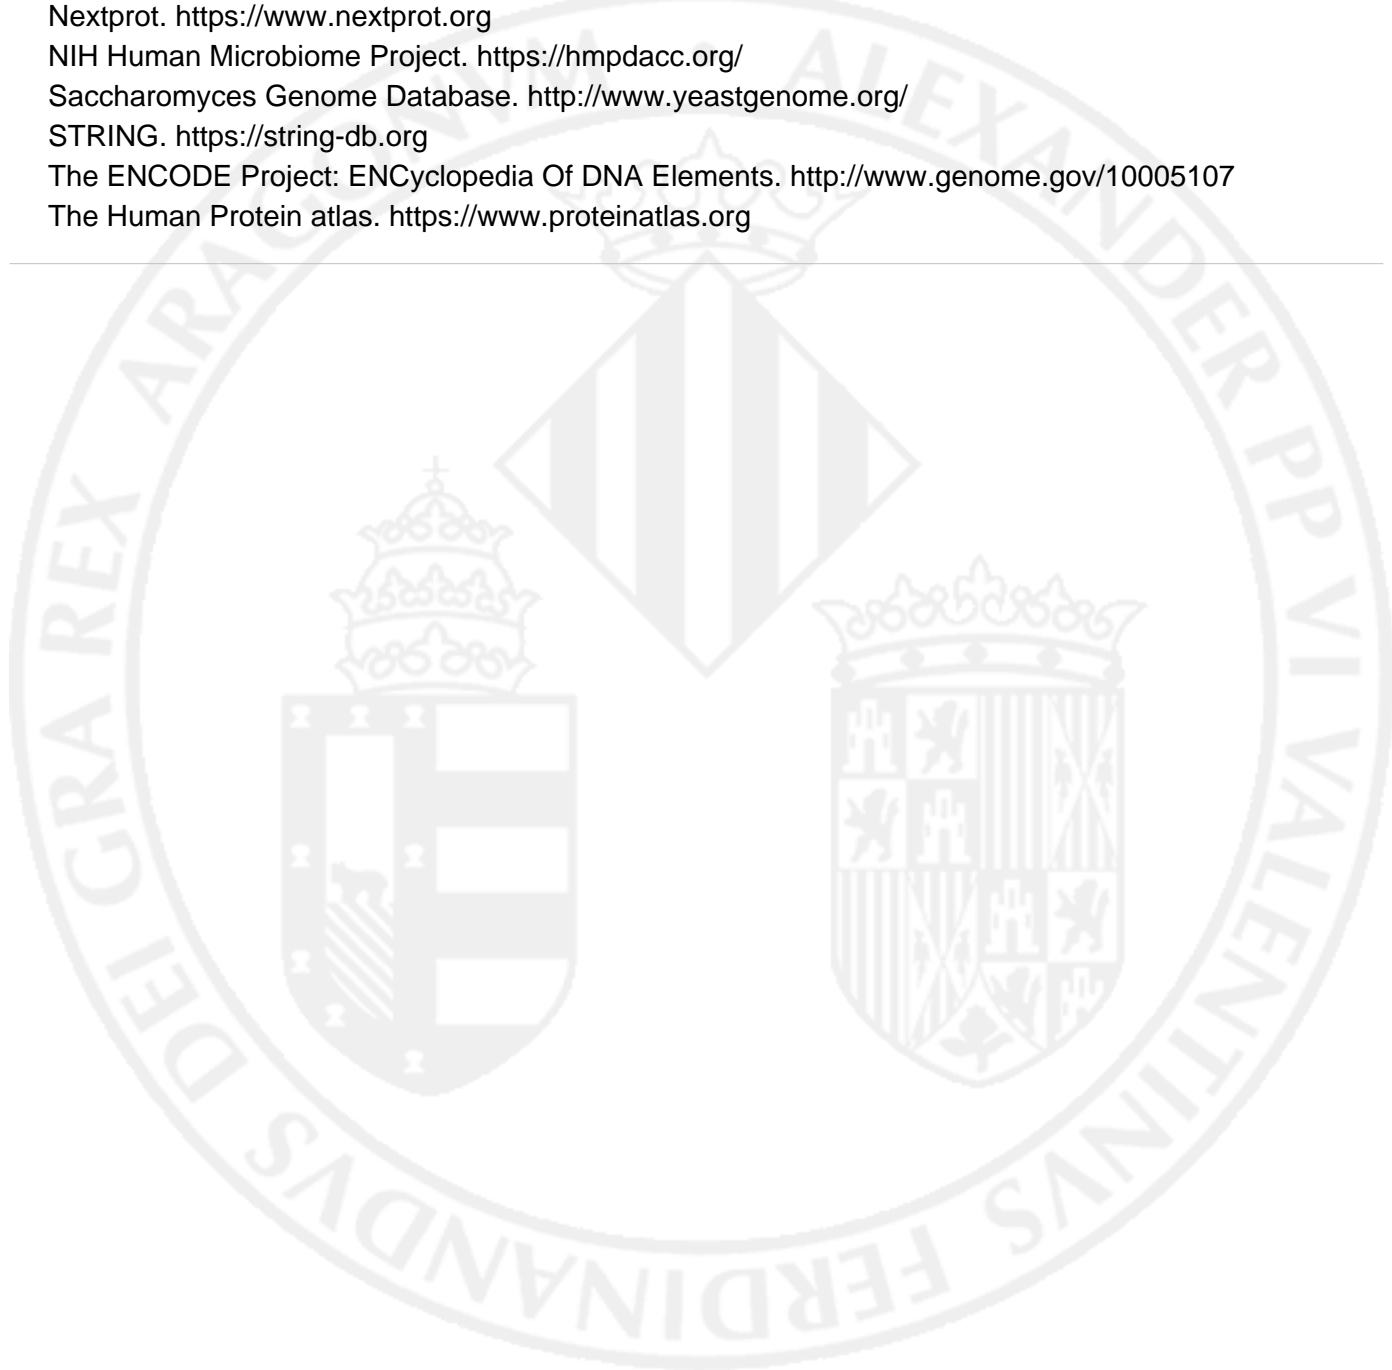 Nextprot. https://www.nextprot.org
NIH Human Microbiome Project. https://hmpdacc.org/
Saccharomyces Genome Database. http://www.yeastgenome.org/
STRING. https://string-db.org
The ENCODE Project: ENCyclopedia Of DNA Elements. http://www.genome.gov/10005107
The Human Protein atlas. https://www.proteinatlas.org
ALEXANDER PP VI VALENTINVS FERDINANDVS DEI GRA REX ARAGONVM